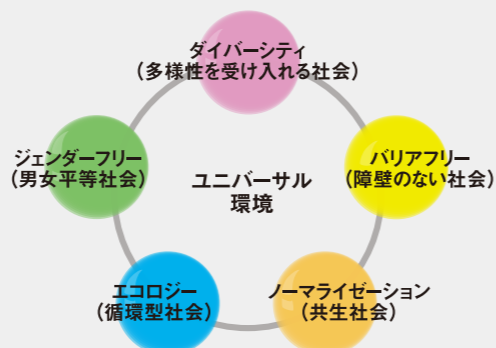 ダイバーシティ
（多様性を受け入れる社会）
ジェンダーフリー
（男女平等社会）
バリアフリー
（障壁のない社会）
ユニバーサル
環境
エコロジー
（循環型社会）
ノーマライゼーション
（共生社会）